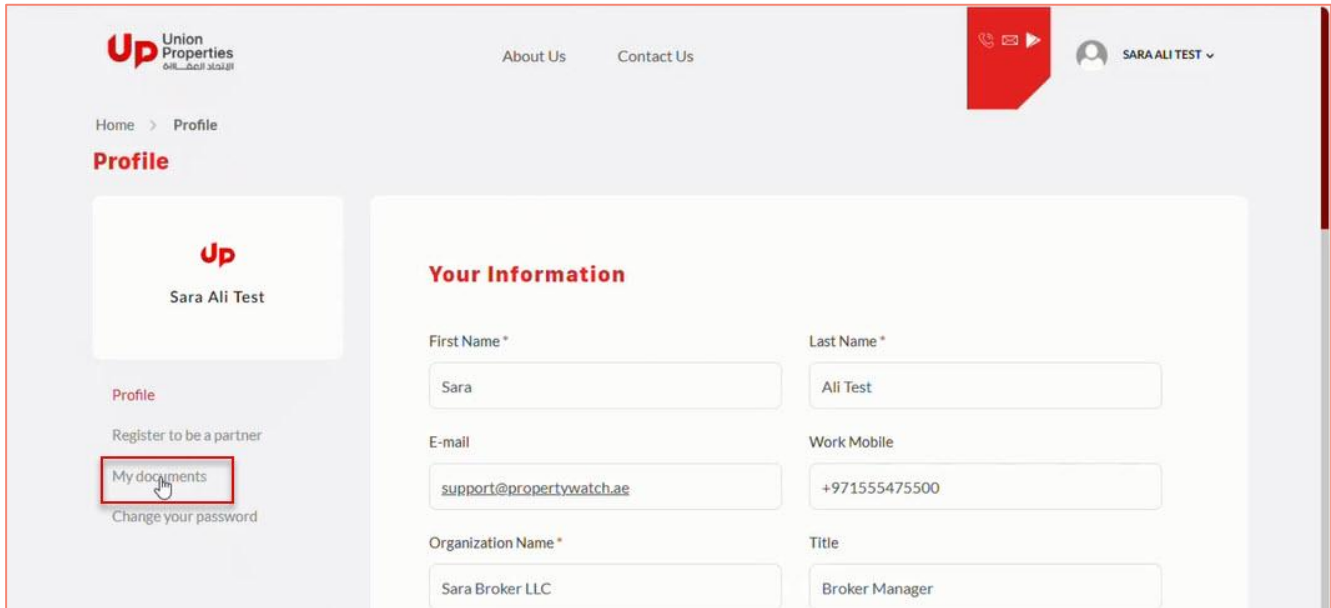 Union
Properties
About Us
Contact Us
SARA ALI TEST
Home > Profile
Profile
Up
Sara Ali Test
Profile
Register to be a partner
My documents
Change your password
Your Information
First Name *
Last Name *
Sara
Ali Test
E-mail
Work Mobile
support@propertywatch.ae
+971555475500
Organization Name *
Title
Sara Broker LLC
Broker Manager